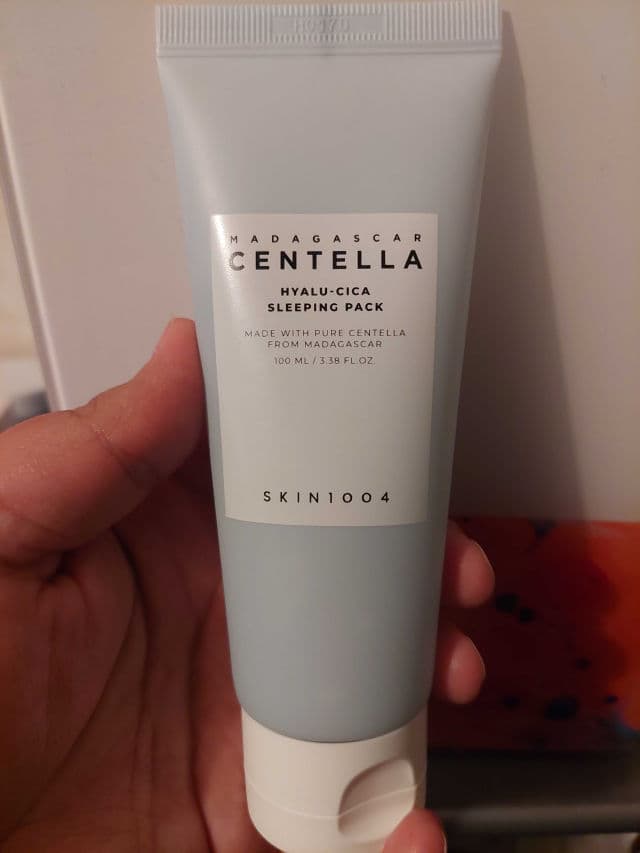 MADAGASCAR
CENTELLA
HYALU-CICA
SLEEPING PACK
MADE WITH PURE CENTELLA
FROM MADAGASCAR
100 ML / 3.38 FL.OZ.
SKIN1004